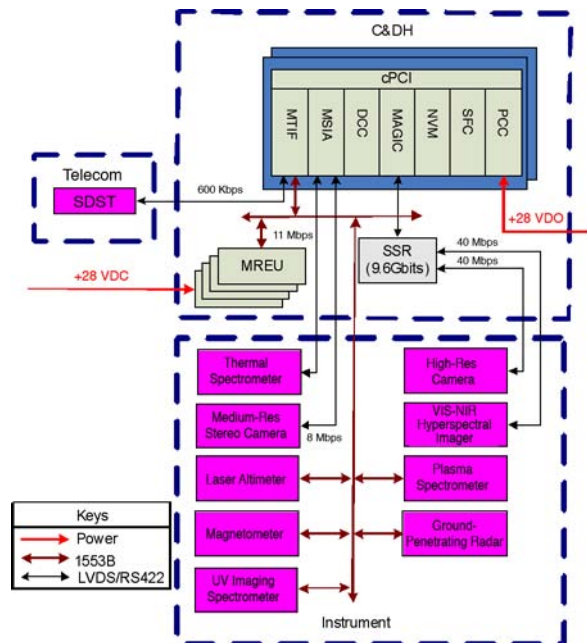 C&DH
cPCI
MTIF
MSIA
DCC
MAGIC
NVM
SFC
PCC
Telecom
SDST
600 Kbps
+28 VDO
11 Mbps
MREU
+28 VDC
SSR
(9.6Gbits)
40 Mbps
40 Mbps
Thermal
Spectrometer
High-Res
Camera
Medium-Res
Stereo Camera
8 Mbps
VIS-NIR
Hyperspectral
Imager
Laser Altimeter
Plasma
Spectrometer
Magnetometer
Ground-
Penetrating Radar
UV Imaging
Spectrometer
Instrument
Keys
Power
1553B
LVDS/RS422